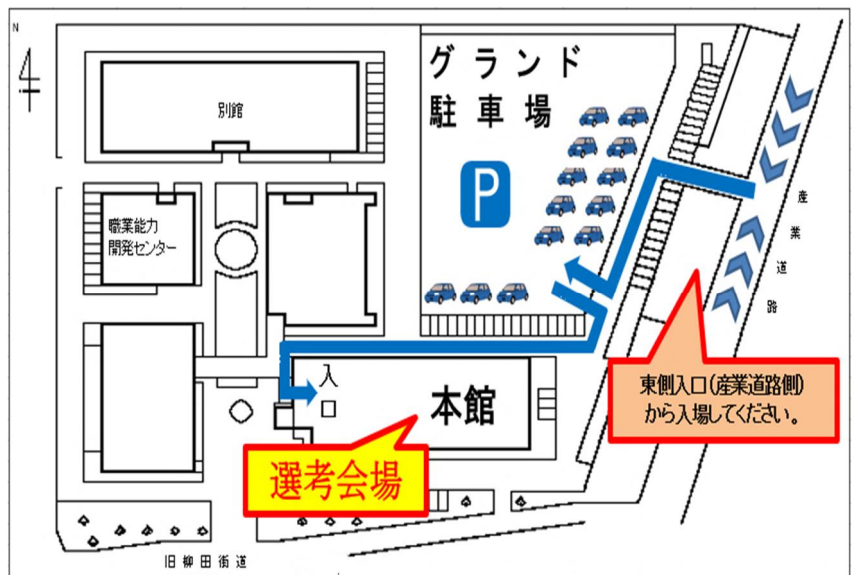 N
別館
グランド
駐車場
P
職業能力
開発センター
産業道路
東側入口(産業道路側)
から入場してください。
入口
本館
選考会場
旧柳田街道